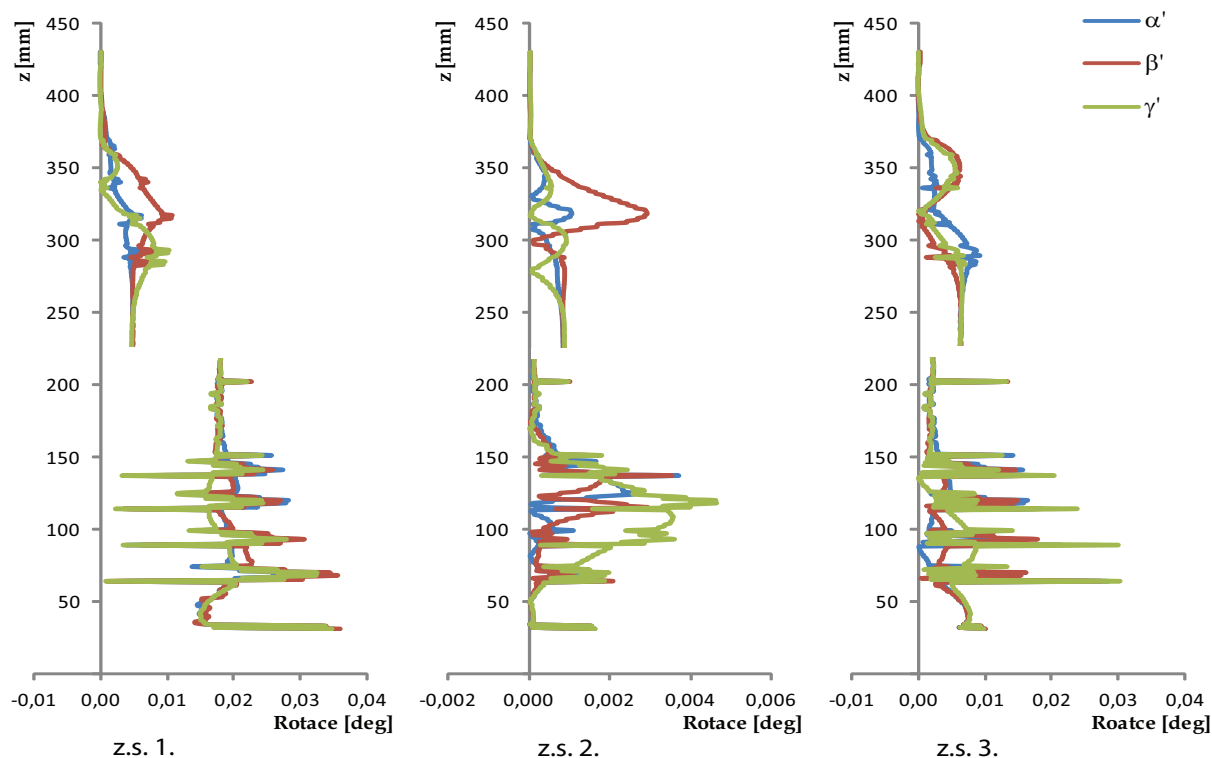 450 450 450
z [mm] z [mm] z [mm]
α'
β'
γ'
400 400 400
350 350 350
300 300 300
250 250 250
200 200 200
150 150 150
100 100 100
50 50 50
-0,01 0,00 0,01 0,02 0,03 0,04 -0,002 0,000 0,002 0,004 0,006 -0,01 0,00 0,01 0,02 0,03 0,04
Rotace [deg] Rotace [deg] Roatce [deg]
z.s. 1. z.s. 2. z.s. 3.